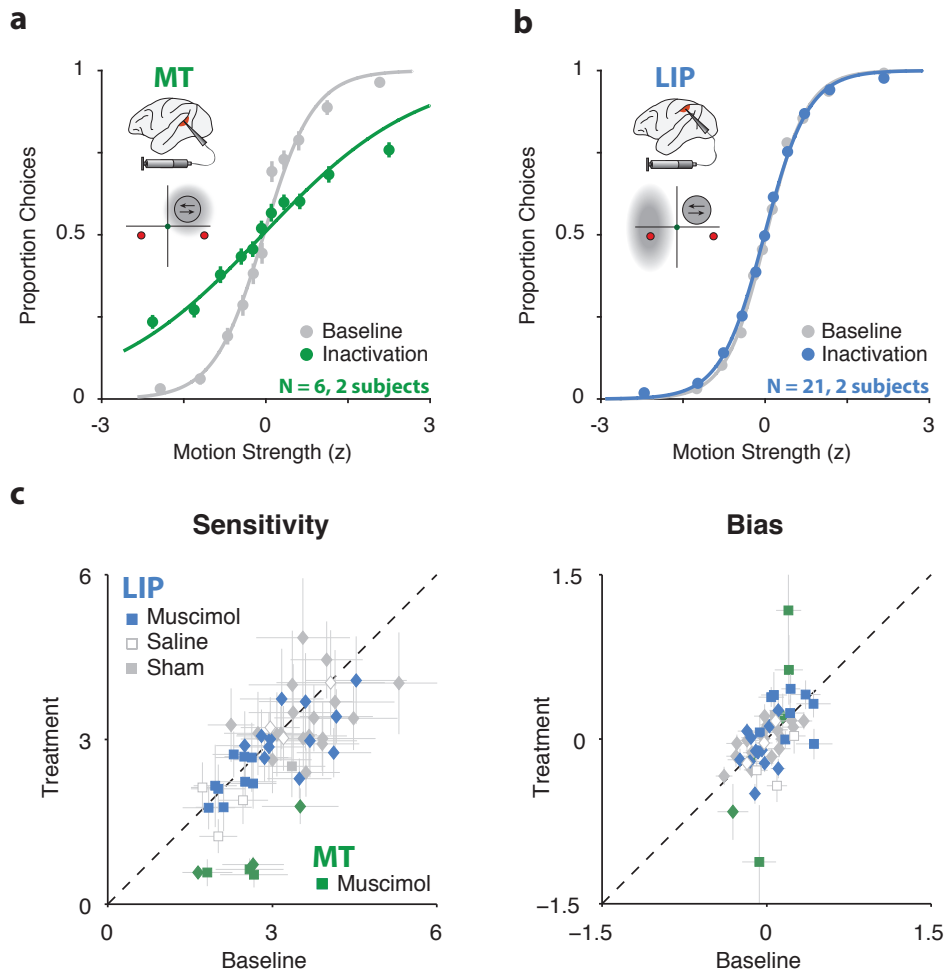 a
MT
1
0.5
0
Proportion Choices
Baseline
Inactivation
N = 6, 2 subjects
-3
0
3
Motion Strength (z)
b
LIP
1
0.5
0
Proportion Choices
Baseline
Inactivation
N = 21, 2 subjects
-3
0
3
Motion Strength (z)
c
Sensitivity
6
3
0
Treatment
LIP
Muscimol
Saline
Sham
MT
Muscimol
0
3
6
Baseline
Bias
1.5
0
−1.5
Treatment
−1.5
0
1.5
Baseline